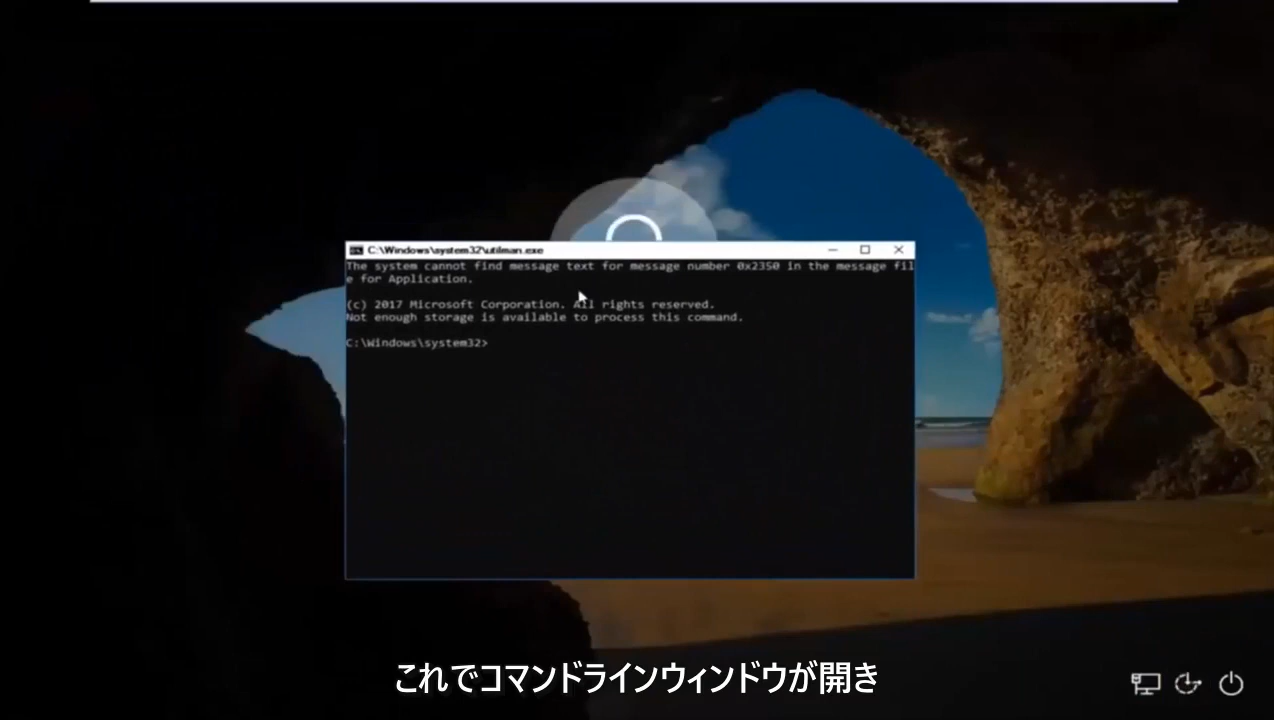 C:\Windows\system32\utilman.exe
The system cannot find message text for message number 0x2350 in the message fil
e for Application.
(c) 2017 Microsoft Corporation. All rights reserved.
Not enough storage is available to process this command.
C:\Windows\system32>
これでコマンドラインウィンドウが開き